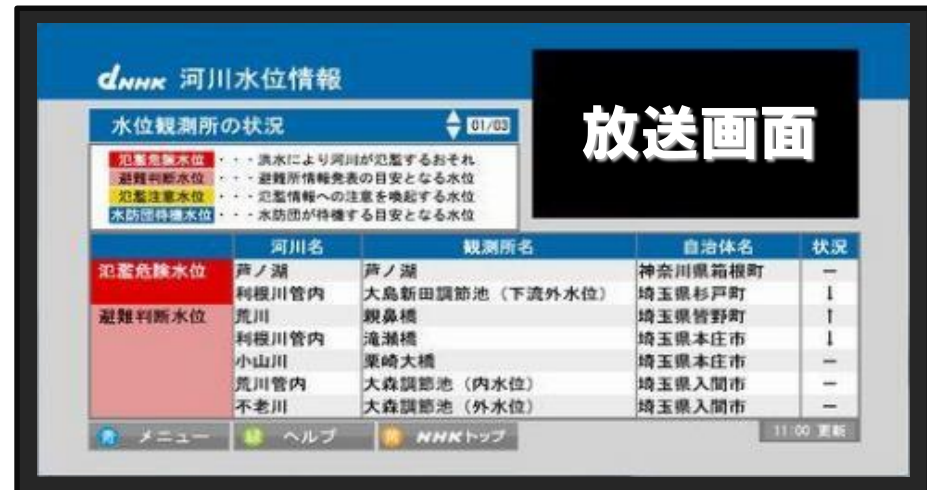 dNHK 河川水位情報
放送画面
水位観測所の状況 01/03
氾濫危険水位・・・洪水により河川が氾濫するおそれ
避難判断水位・・・避難所情報発表の目安となる水位
氾濫注意水位・・・氾濫情報への注意を喚起する水位
水防団待機水位・・・水防団が待機する目安となる水位
河川名 観測所名 自治体名 状況
氾濫危険水位 芦ノ湖 芦ノ湖 神奈川県箱根町 −
利根川管内 大島新田調節池（下流外水位） 埼玉県杉戸町 ↓
避難判断水位 荒川 親鼻橋 埼玉県皆野町 ↑
利根川管内 滝瀬橋 埼玉県本庄市 ↓
小山川 栗崎大橋 埼玉県本庄市 −
荒川管内 大森調節池（内水位） 埼玉県入間市 −
不老川 大森調節池（外水位） 埼玉県入間市 −
青 メニュー 緑 ヘルプ 黄 NHKトップ 11:00 更新